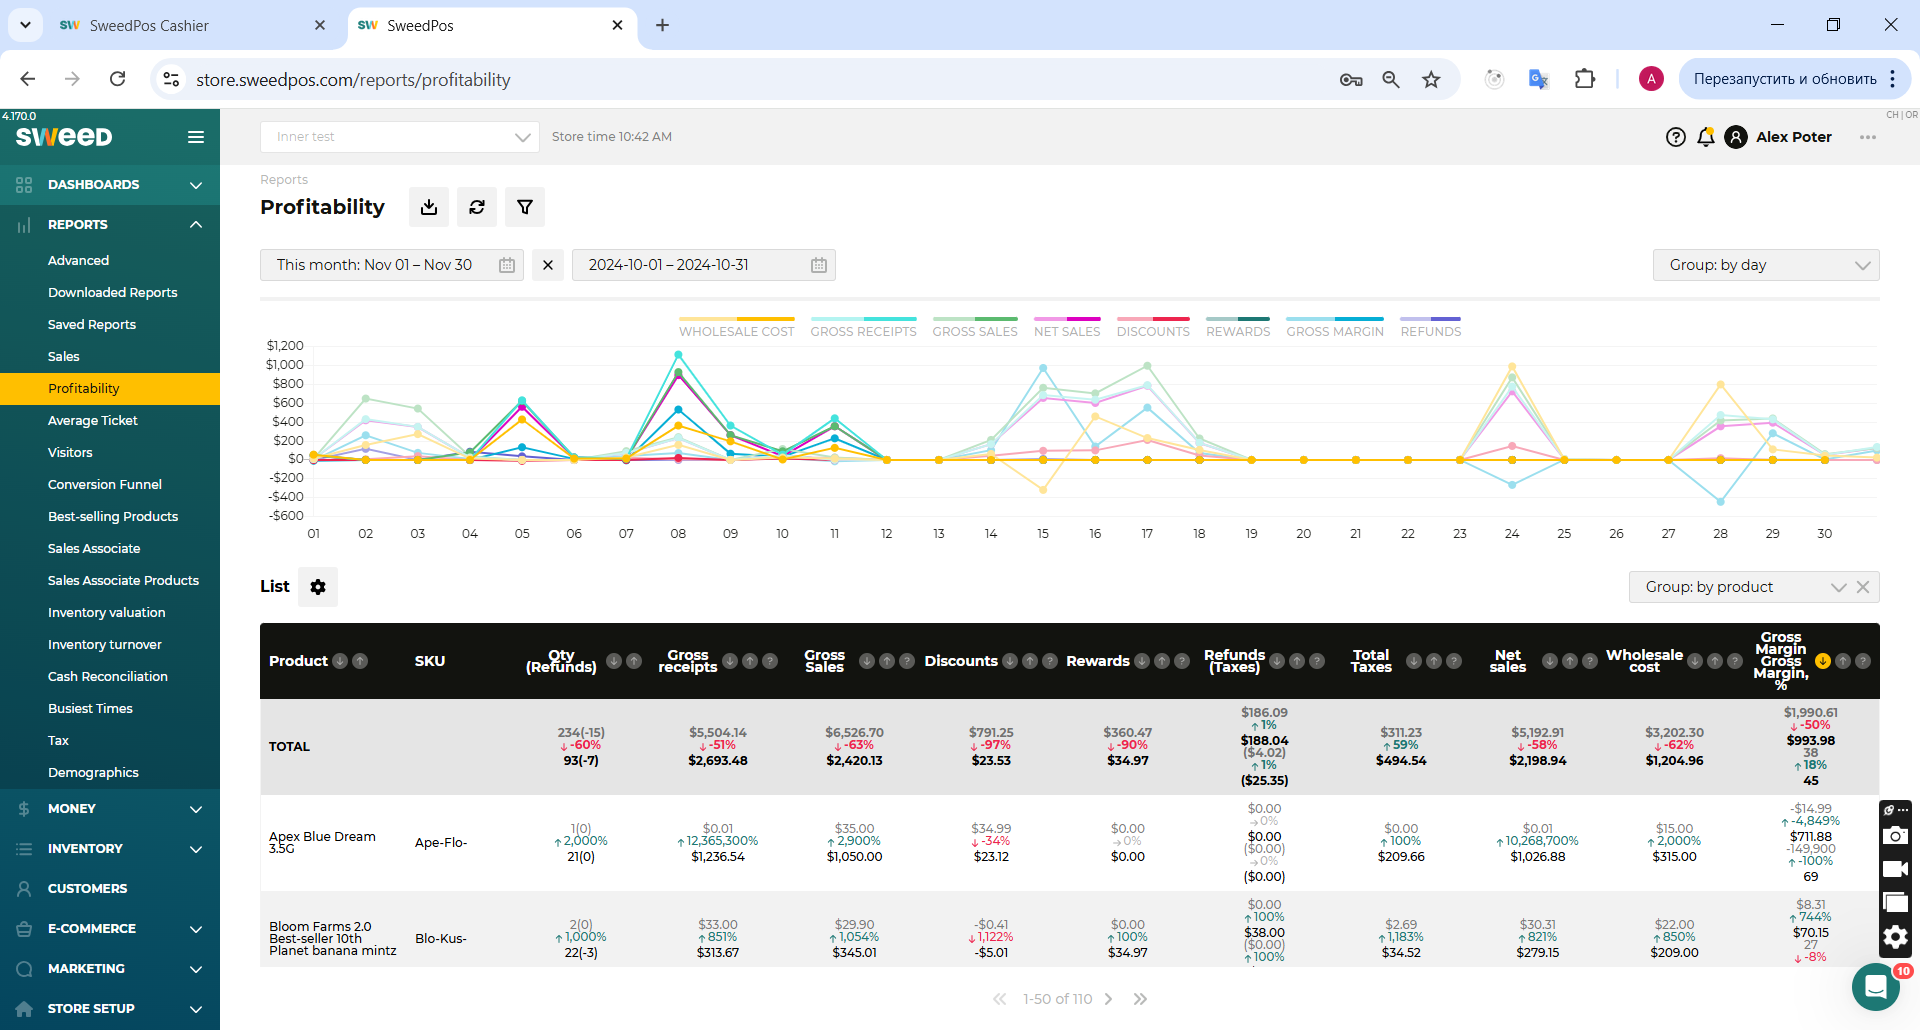 SweedPos Cashier
SweedPos
store.sweedpos.com/reports/profitability
A
Перезапустить и обновить
4.170.0
SWEED
DASHBOARDS
REPORTS
Advanced
Downloaded Reports
Saved Reports
Sales
Profitability
Average Ticket
Visitors
Conversion Funnel
Best-selling Products
Sales Associate
Sales Associate Products
Inventory valuation
Inventory turnover
Cash Reconciliation
Busiest Times
Tax
Demographics
MONEY
INVENTORY
CUSTOMERS
E-COMMERCE
MARKETING
STORE SETUP
Inner test
Store time 10:42 AM
Alex Poter
CH | OR
Reports
Profitability
This month: Nov 01 – Nov 30
2024-10-01 – 2024-10-31
Group: by day
WHOLESALE COST GROSS RECEIPTS GROSS SALES NET SALES DISCOUNTS REWARDS GROSS MARGIN REFUNDS
$1,200
$1,000
$800
$600
$400
$200
$0
-$200
-$400
-$600
01 02 03 04 05 06 07 08 09 10 11 12 13 14 15 16 17 18 19 20 21 22 23 24 25 26 27 28 29 30
List
Group: by product
Product SKU Qty (Refunds) Gross receipts Gross Sales Discounts Rewards Refunds (Taxes) Total Taxes Net sales Wholesale cost Gross Margin Gross Margin, %
TOTAL
234(-15)
↓ -60%
93(-7)
$5,504.14
↓ -51%
$2,693.48
$6,526.70
↓ -63%
$2,420.13
$791.25
↓ -97%
$23.53
$360.47
↓ -90%
$34.97
$186.09
↑ 1%
$188.04
($4.02)
↑ 1%
($25.35)
$311.23
↑ 59%
$494.54
$5,192.91
↓ -58%
$2,198.94
$3,202.30
↓ -62%
$1,204.96
$1,990.61
↓ -50%
$993.98
38
↑ 18%
45
Apex Blue Dream
3.5G
Ape-Flo-
1(0)
↑ 2,000%
21(0)
$0.01
↑ 12,365,300%
$1,236.54
$35.00
↑ 2,900%
$1,050.00
$34.99
↓ -34%
$23.12
$0.00
→ 0%
$0.00
$0.00
→ 0%
$0.00
($0.00)
→ 0%
($0.00)
$0.00
↑ 100%
$209.66
$0.01
↑ 10,268,700%
$1,026.88
$15.00
↑ 2,000%
$315.00
-$14.99
↑ -4,849%
$711.88
-149,900
↑ -100%
69
Bloom Farms 2.0
Best-seller 10th
Planet banana mintz
Blo-Kus-
2(0)
↑ 1,000%
22(-3)
$33.00
↑ 851%
$313.67
$29.90
↑ 1,054%
$345.01
-$0.41
↓ 1,122%
-$5.01
$0.00
↑ 100%
$34.97
$0.00
↑ 100%
$38.00
($0.00)
↑ 100%
$2.69
↑ 1,183%
$34.52
$30.31
↑ 821%
$279.15
$22.00
↑ 850%
$209.00
$8.31
↑ 744%
$70.15
27
↓ -8%
1-50 of 110
10